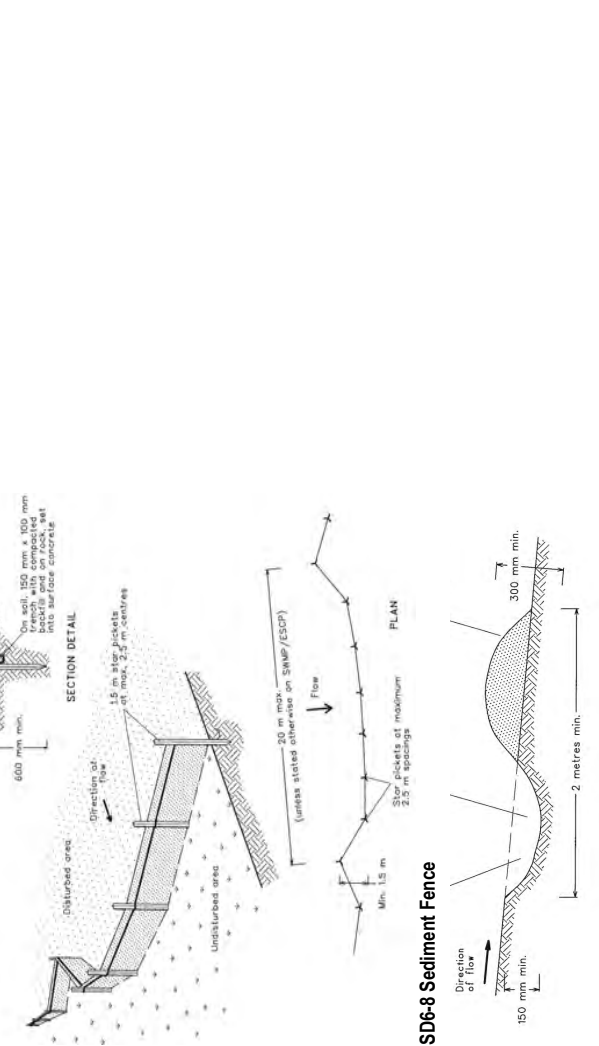 On soil, 150 mm x 100 mm
trench with compacted
backfill and on rock, set
into surface concrete
600 mm min.
SECTION DETAIL
Disturbed area
Direction of
flow
1.5 m star pickets
at max. 2.5 m centres
Undisturbed area
20 m max.
(unless stated otherwise on SWMP/ESCP)
Flow
Star pickets at maximum
2.5 m spacings
Min. 1.5 m
PLAN
SD6-8 Sediment Fence
Direction
of flow
150 mm min.
2 metres min.
300 mm min.